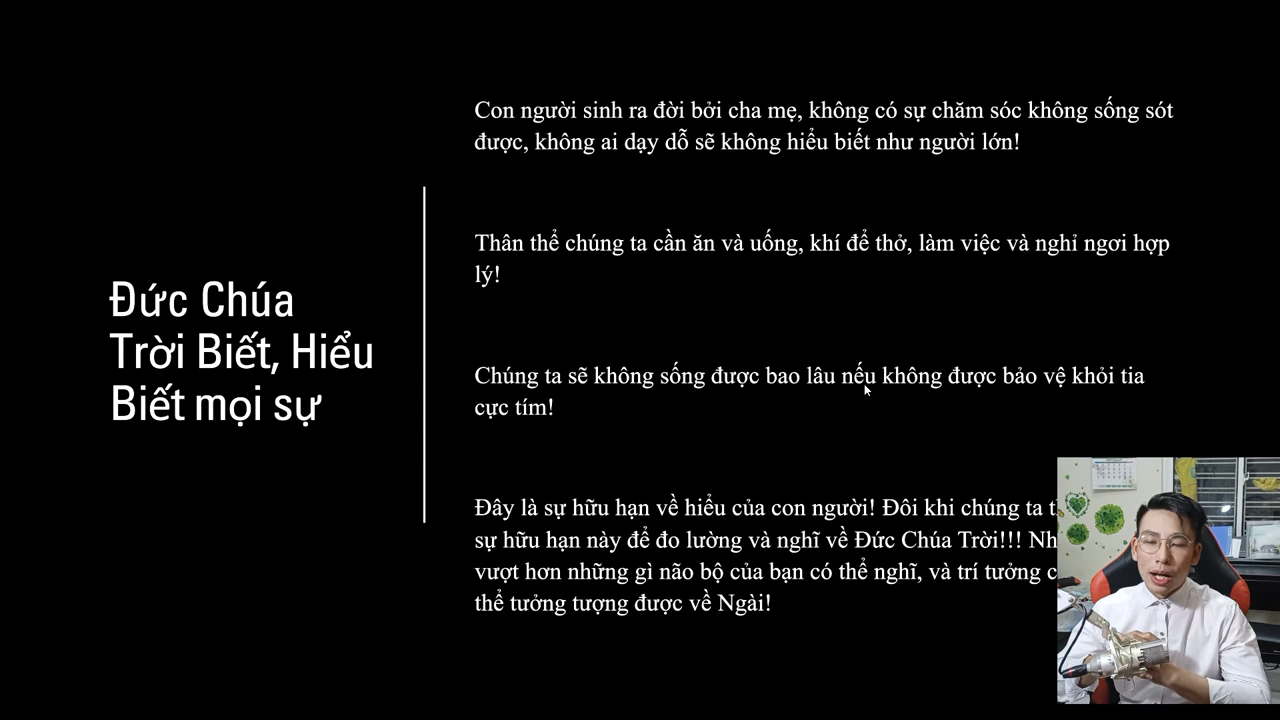 Đức Chúa
Trời Biết, Hiểu
Biết mọi sự
Con người sinh ra đời bởi cha mẹ, không có sự chăm sóc không sống sót
được, không ai dạy dỗ sẽ không hiểu biết như người lớn!
Thân thể chúng ta cần ăn và uống, khí để thở, làm việc và nghỉ ngơi hợp
lý!
Chúng ta sẽ không sống được bao lâu nếu không được bảo vệ khỏi tia
cực tím!
Đây là sự hữu hạn về hiểu của con người! Đôi khi chúng ta
sự hữu hạn này để đo lường và nghĩ về Đức Chúa Trời!!!
vượt hơn những gì não bộ của bạn có thể nghĩ, và trí tưởng
thể tưởng tượng được về Ngài!